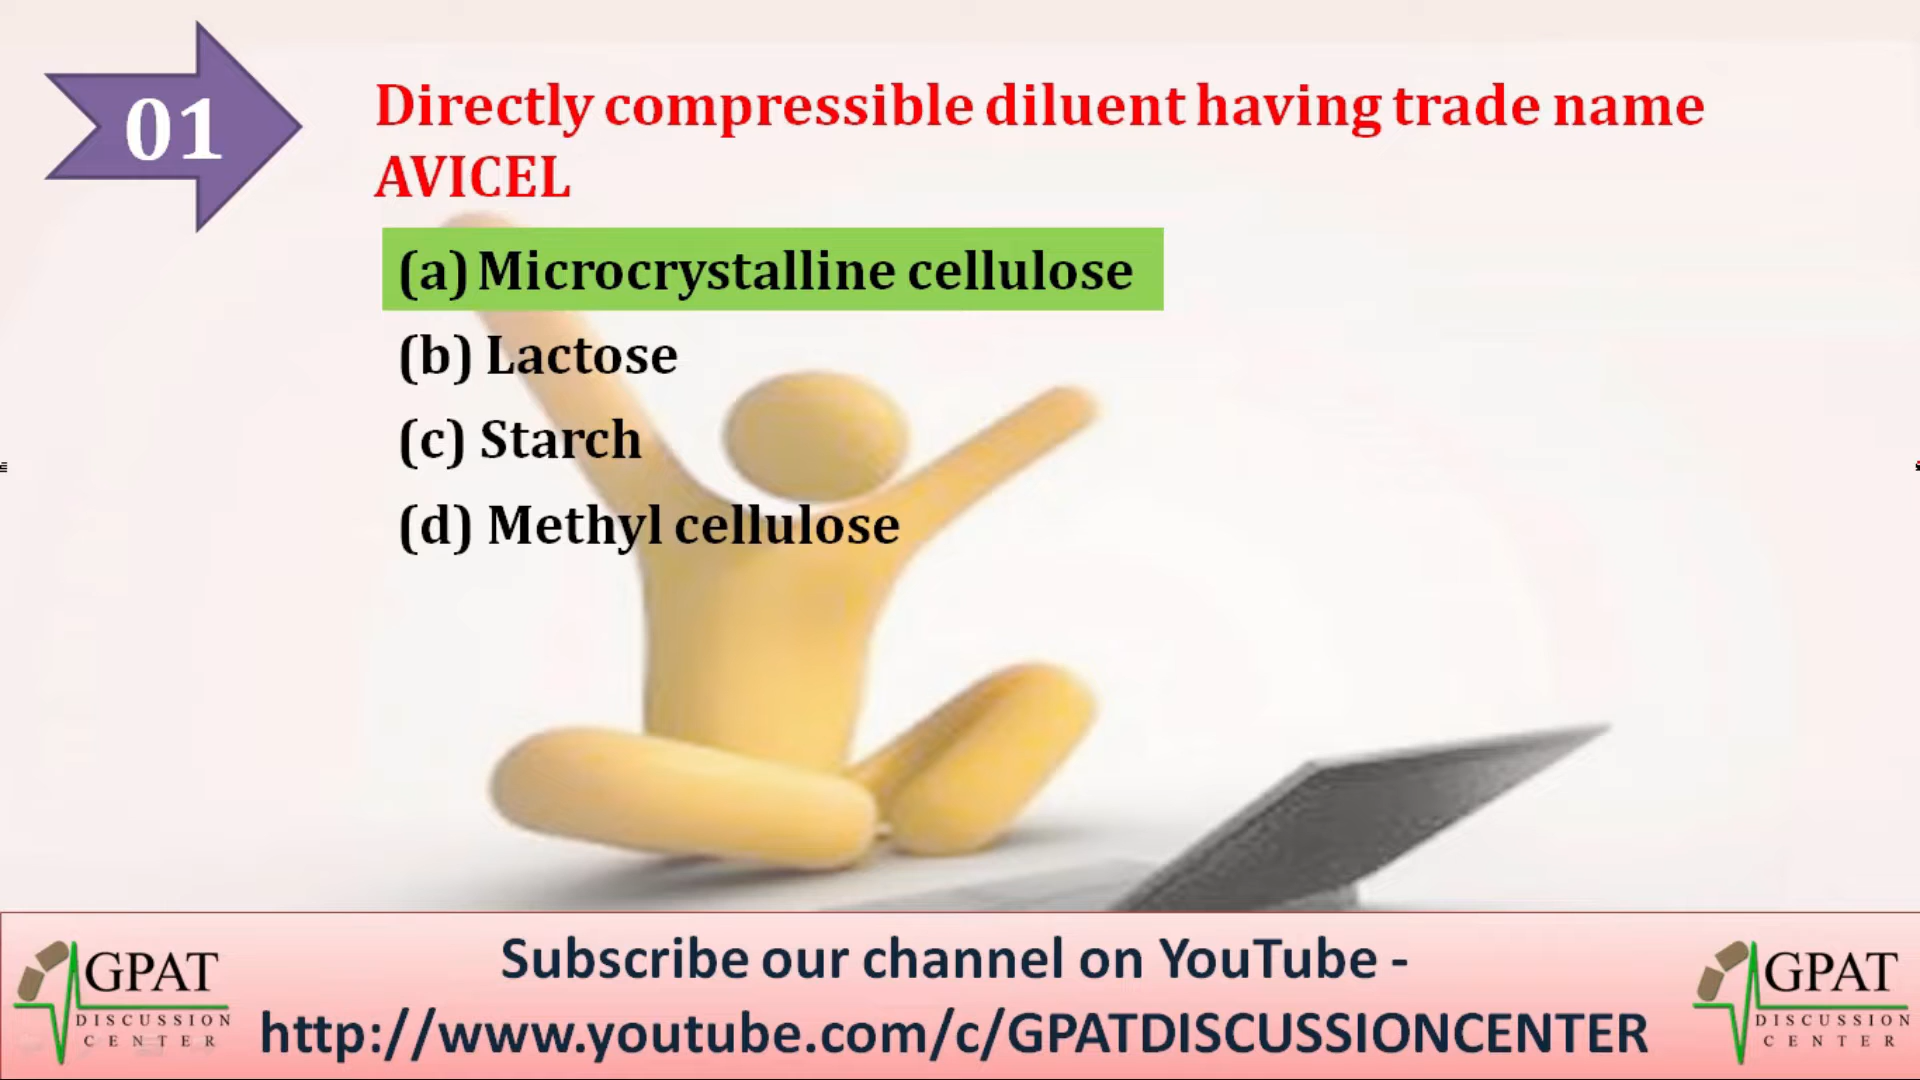 01
Directly compressible diluent having trade name
AVICEL
(a) Microcrystalline cellulose
(b) Lactose
(c) Starch
(d) Methyl cellulose
GPAT
DISCUSSION
CENTER
Subscribe our channel on YouTube -
http://www.youtube.com/c/GPATDISCUSSIONCENTER
GPAT
DISCUSSION
CENTER